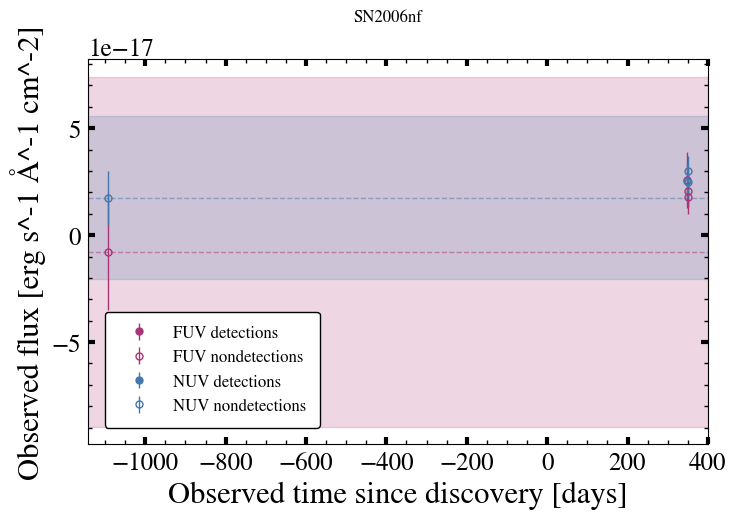 SN2006nf
1e−17
Observed flux [erg s^-1 Å^-1 cm^-2]
5
0
−5
FUV detections
FUV nondetections
NUV detections
NUV nondetections
−1000 −800 −600 −400 −200 0 200 400
Observed time since discovery [days]